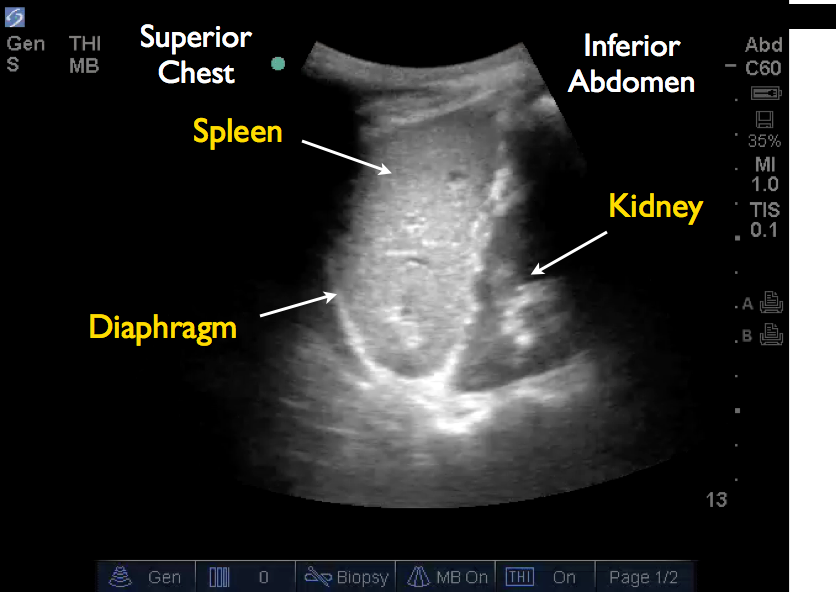 Gen
S
THI
MB
Superior
Chest
Inferior
Abdomen
Abd
C60
35%
MI
1.0
TIS
0.1
Spleen
Kidney
Diaphragm
A
B
13
Gen
0
Biopsy
MB On
THI
On
Page 1/2